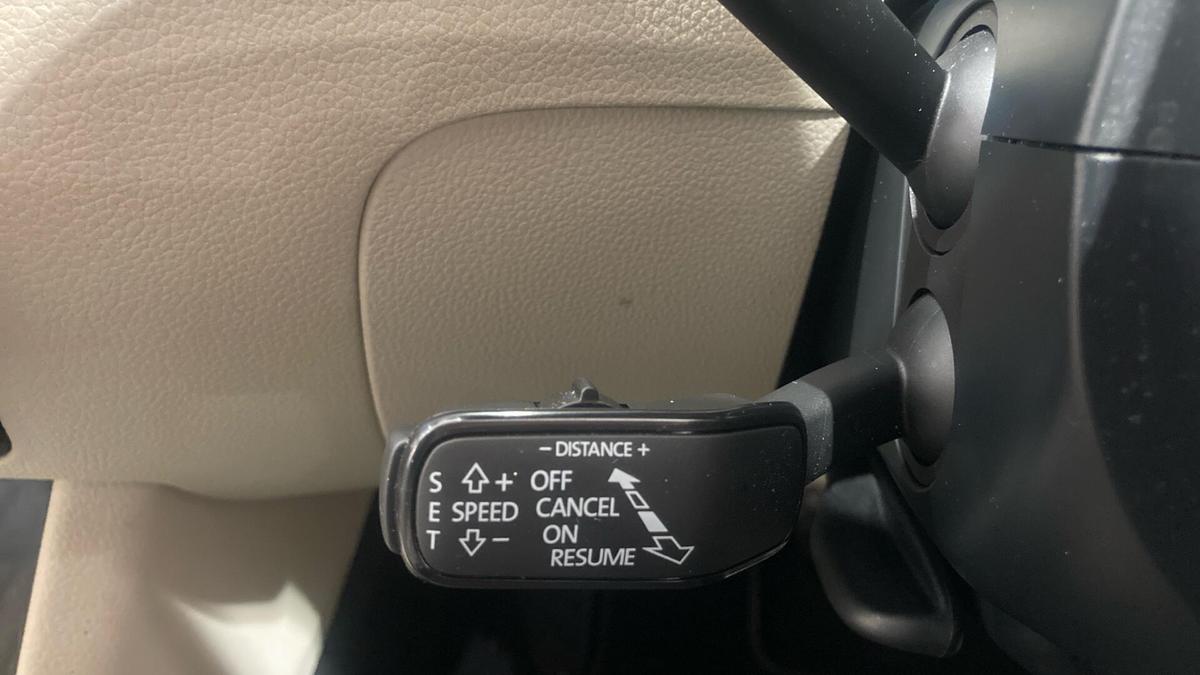 − DISTANCE +
S + OFF
E SPEED CANCEL
T − ON
RESUME